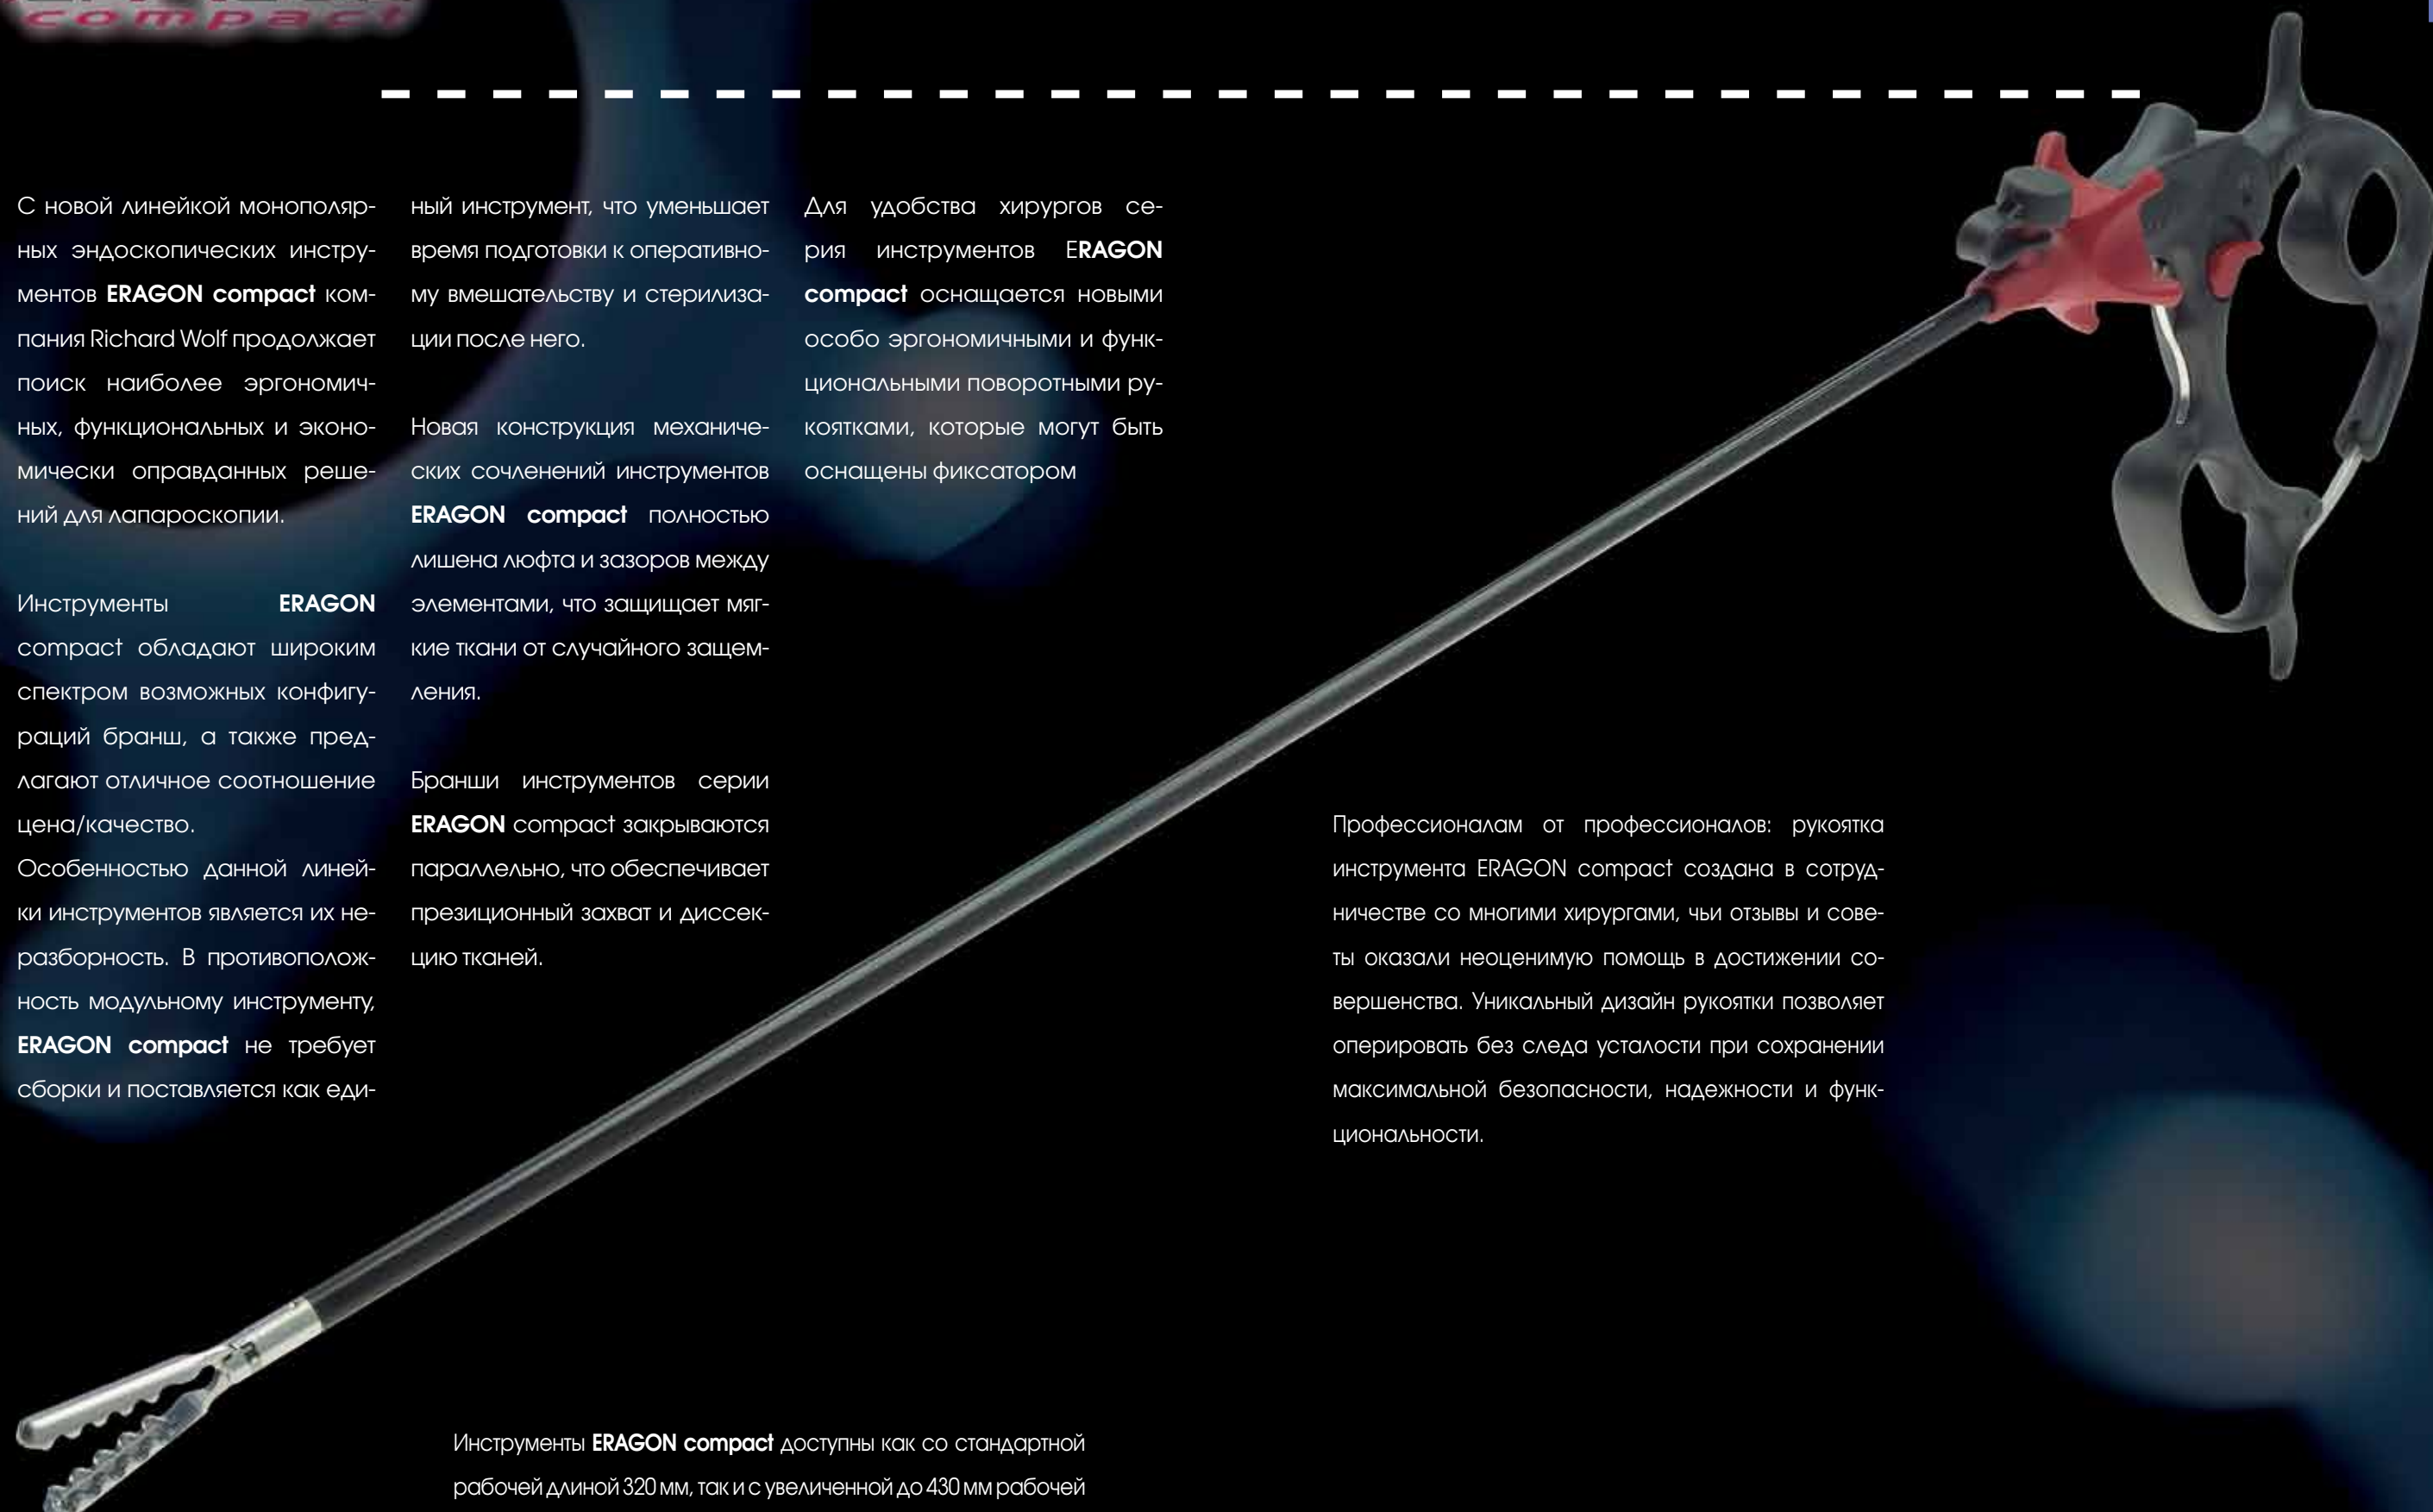 compact
С новой линейкой монополяр-
ных эндоскопических инстру-
ментов ERAGON compact ком-
пания Richard Wolf продолжает
поиск наиболее эргономич-
ных, функциональных и эконо-
мически оправданных реше-
ний для лапароскопии.
Инструменты ERAGON
compact обладают широким
спектром возможных конфигу-
раций бранш, а также пред-
лагают отличное соотношение
цена/качество.
Особенностью данной линей-
ки инструментов является их не-
разборность. В противополож-
ность модульному инструменту,
ERAGON compact не требует
сборки и поставляется как еди-
ный инструмент, что уменьшает
время подготовки к оперативно-
му вмешательству и стерилиза-
ции после него.
Новая конструкция механиче-
ских сочленений инструментов
ERAGON compact полностью
лишена люфта и зазоров между
элементами, что защищает мяг-
кие ткани от случайного защем-
ления.
Бранши инструментов серии
ERAGON compact закрываются
параллельно, что обеспечивает
презиционный захват и диссек-
цию тканей.
Для удобства хирургов се-
рия инструментов ERAGON
compact оснащается новыми
особо эргономичными и функ-
циональными поворотными ру-
коятками, которые могут быть
оснащены фиксатором
Профессионалам от профессионалов: рукоятка
инструмента ERAGON compact создана в сотруд-
ничестве со многими хирургами, чьи отзывы и сове-
ты оказали неоценимую помощь в достижении со-
вершенства. Уникальный дизайн рукоятки позволяет
оперировать без следа усталости при сохранении
максимальной безопасности, надежности и функ-
циональности.
Инструменты ERAGON compact доступны как со стандартной
рабочей длиной 320 мм, так и с увеличенной до 430 мм рабочей